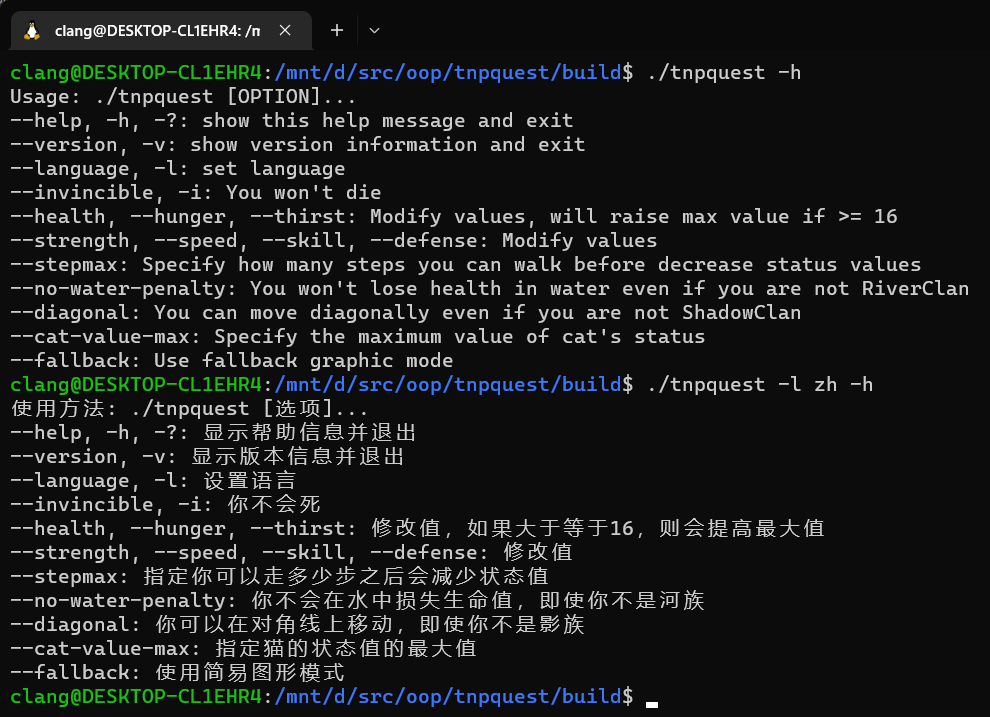 clang@DESKTOP-CL1EHR4: /m
clang@DESKTOP-CL1EHR4:/mnt/d/src/oop/tnpquest/build$ ./tnpquest -h
Usage: ./tnpquest [OPTION]...
--help, -h, -?: show this help message and exit
--version, -v: show version information and exit
--language, -l: set language
--invincible, -i: You won't die
--health, --hunger, --thirst: Modify values, will raise max value if >= 16
--strength, --speed, --skill, --defense: Modify values
--stepmax: Specify how many steps you can walk before decrease status values
--no-water-penalty: You won't lose health in water even if you are not RiverClan
--diagonal: You can move diagonally even if you are not ShadowClan
--cat-value-max: Specify the maximum value of cat's status
--fallback: Use fallback graphic mode
clang@DESKTOP-CL1EHR4:/mnt/d/src/oop/tnpquest/build$ ./tnpquest -l zh -h
使用方法: ./tnpquest [选项]...
--help, -h, -?: 显示帮助信息并退出
--version, -v: 显示版本信息并退出
--language, -l: 设置语言
--invincible, -i: 你不会死
--health, --hunger, --thirst: 修改值，如果大于等于16，则会提高最大值
--strength, --speed, --skill, --defense: 修改值
--stepmax: 指定你可以走多少步之后会减少状态值
--no-water-penalty: 你不会在水中损失生命值，即使你不是河族
--diagonal: 你可以在对角线上移动，即使你不是影族
--cat-value-max: 指定猫的状态值的最大值
--fallback: 使用简易图形模式
clang@DESKTOP-CL1EHR4:/mnt/d/src/oop/tnpquest/build$